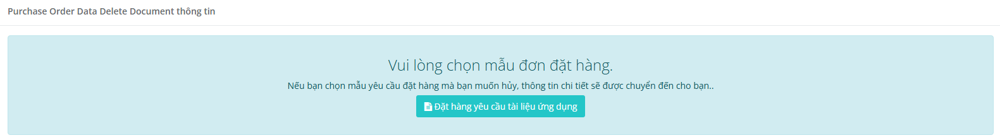 Purchase Order Data Delete Document thông tin
Vui lòng chọn mẫu đơn đặt hàng.
Nếu bạn chọn mẫu yêu cầu đặt hàng mà bạn muốn hủy, thông tin chi tiết sẽ được chuyển đến cho bạn..
Đặt hàng yêu cầu tài liệu ứng dụng